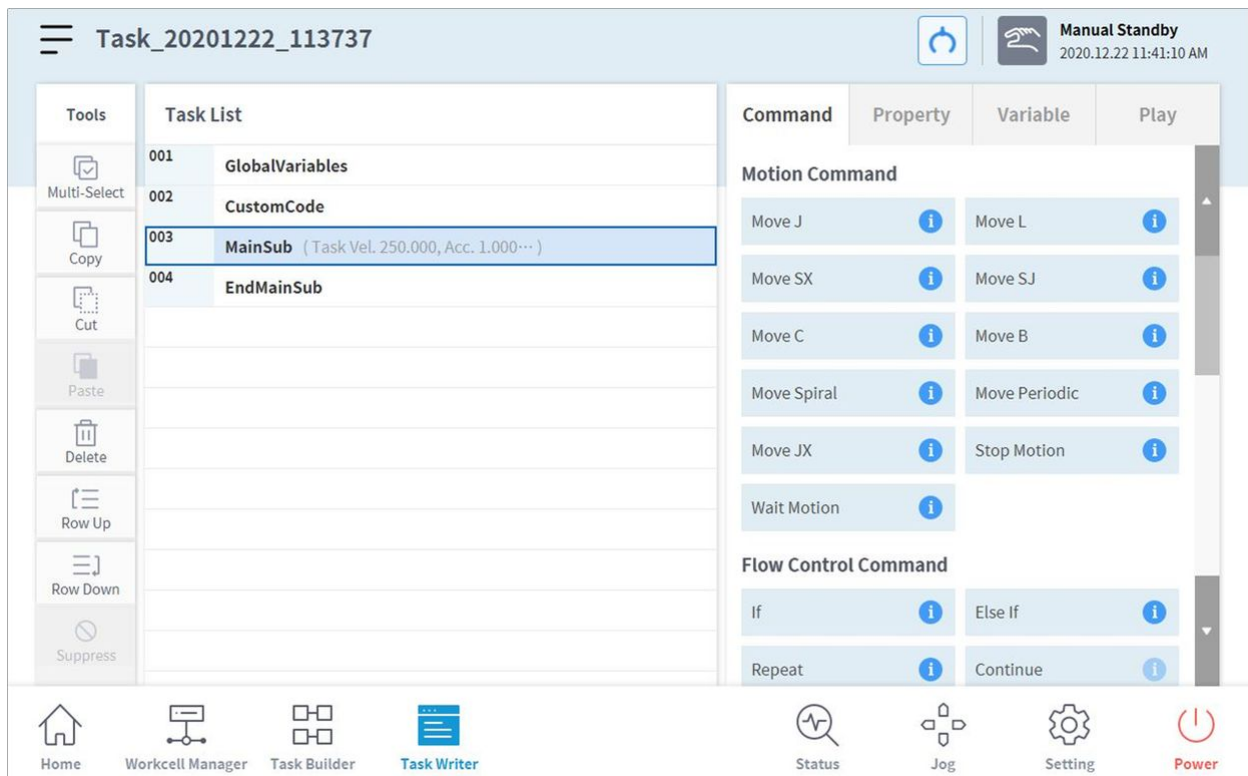 Task_20201222_113737
Manual Standby
2020.12.22 11:41:10 AM
Tools
Multi-Select
Copy
Cut
Paste
Delete
Row Up
Row Down
Suppress
Task List
001 GlobalVariables
002 CustomCode
003 MainSub ( Task Vel. 250.000, Acc. 1.000··· )
004 EndMainSub
Command Property Variable Play
Motion Command
Move J Move L
Move SX Move SJ
Move C Move B
Move Spiral Move Periodic
Move JX Stop Motion
Wait Motion
Flow Control Command
If Else If
Repeat Continue
Home Workcell Manager Task Builder Task Writer Status Jog Setting Power